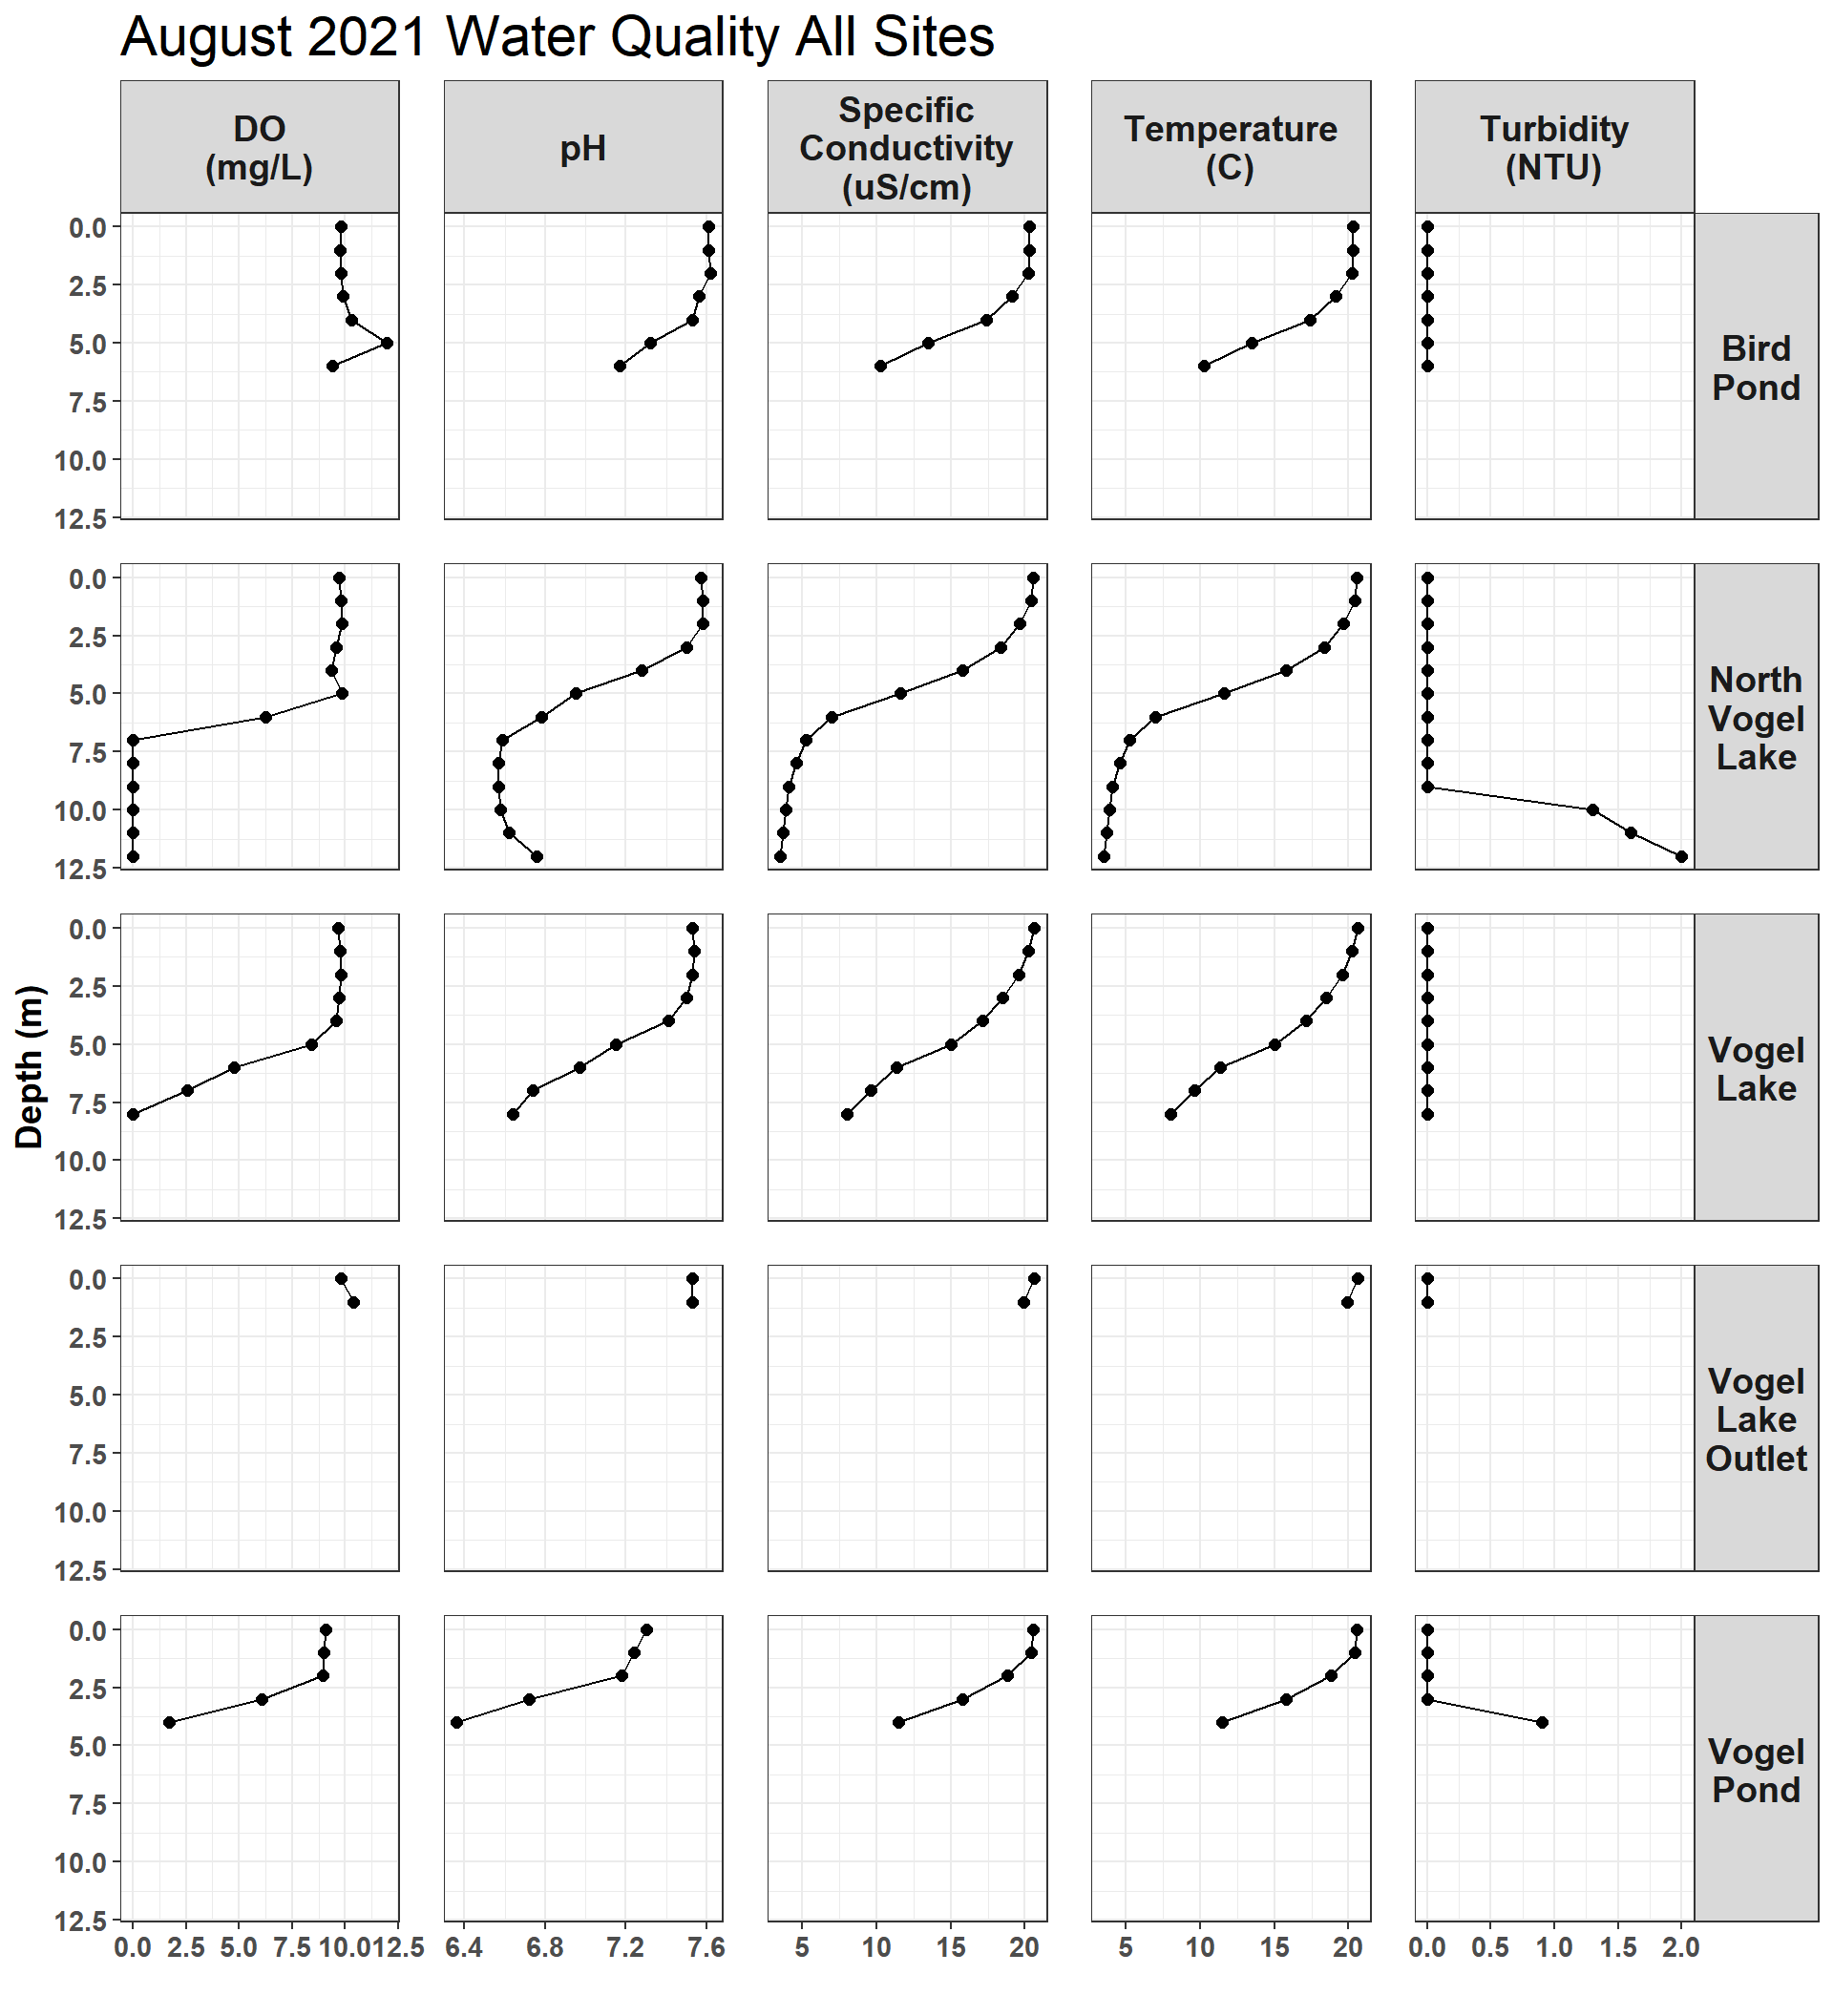 August 2021 Water Quality All Sites
DO
(mg/L)
pH
Specific
Conductivity
(uS/cm)
Temperature
(C)
Turbidity
(NTU)
0.0
2.5
5.0
7.5
10.0
12.5
Bird
Pond
0.0
2.5
5.0
7.5
10.0
12.5
North
Vogel
Lake
Depth (m)
0.0
2.5
5.0
7.5
10.0
12.5
Vogel
Lake
0.0
2.5
5.0
7.5
10.0
12.5
Vogel
Lake
Outlet
0.0
2.5
5.0
7.5
10.0
12.5
Vogel
Pond
0.0 2.5 5.0 7.5 10.0 12.5
6.4 6.8 7.2 7.6
5 10 15 20
5 10 15 20
0.0 0.5 1.0 1.5 2.0